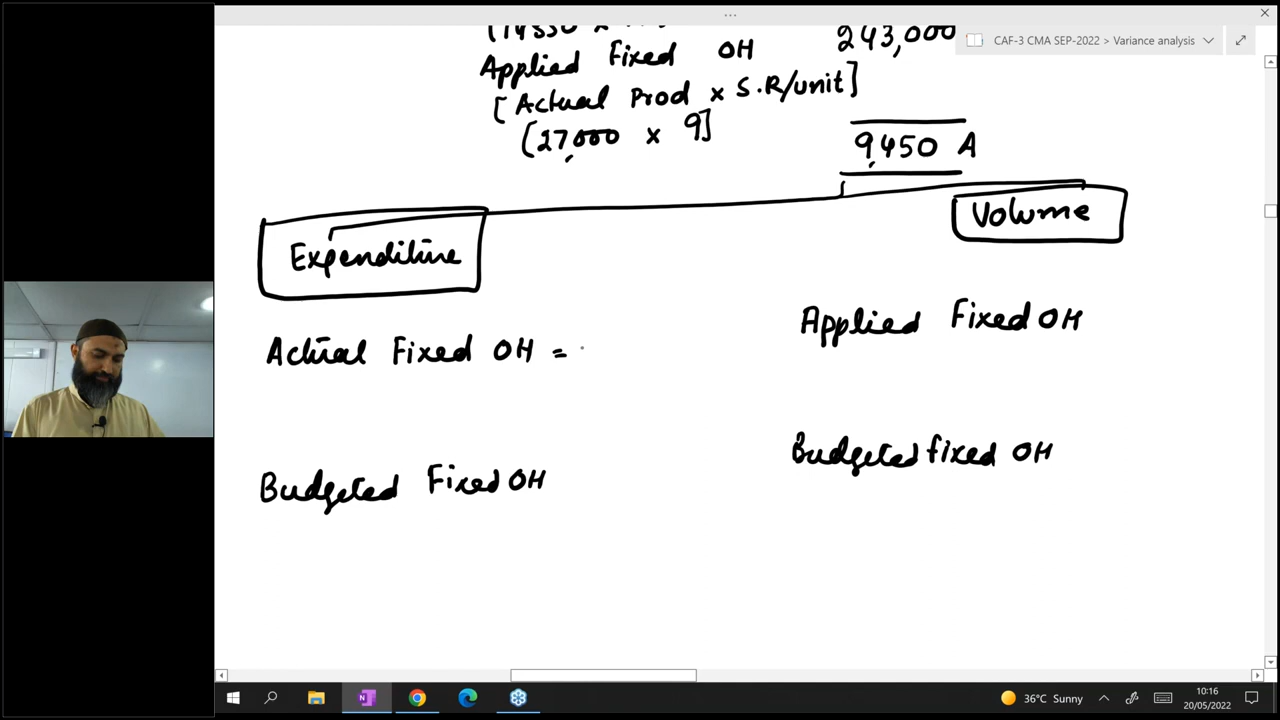 CAF-3 CMA SEP-2022 > Variance analysis
243,000
Applied Fixed OH
[Actual Prod x S.R/unit]
[27,000 x 9]
9,450 A
Expenditure
Volume
Applied Fixed OH
Actual Fixed OH =
Budgeted fixed OH
Budgeted Fixed OH
36°C Sunny
10:16
20/05/2022